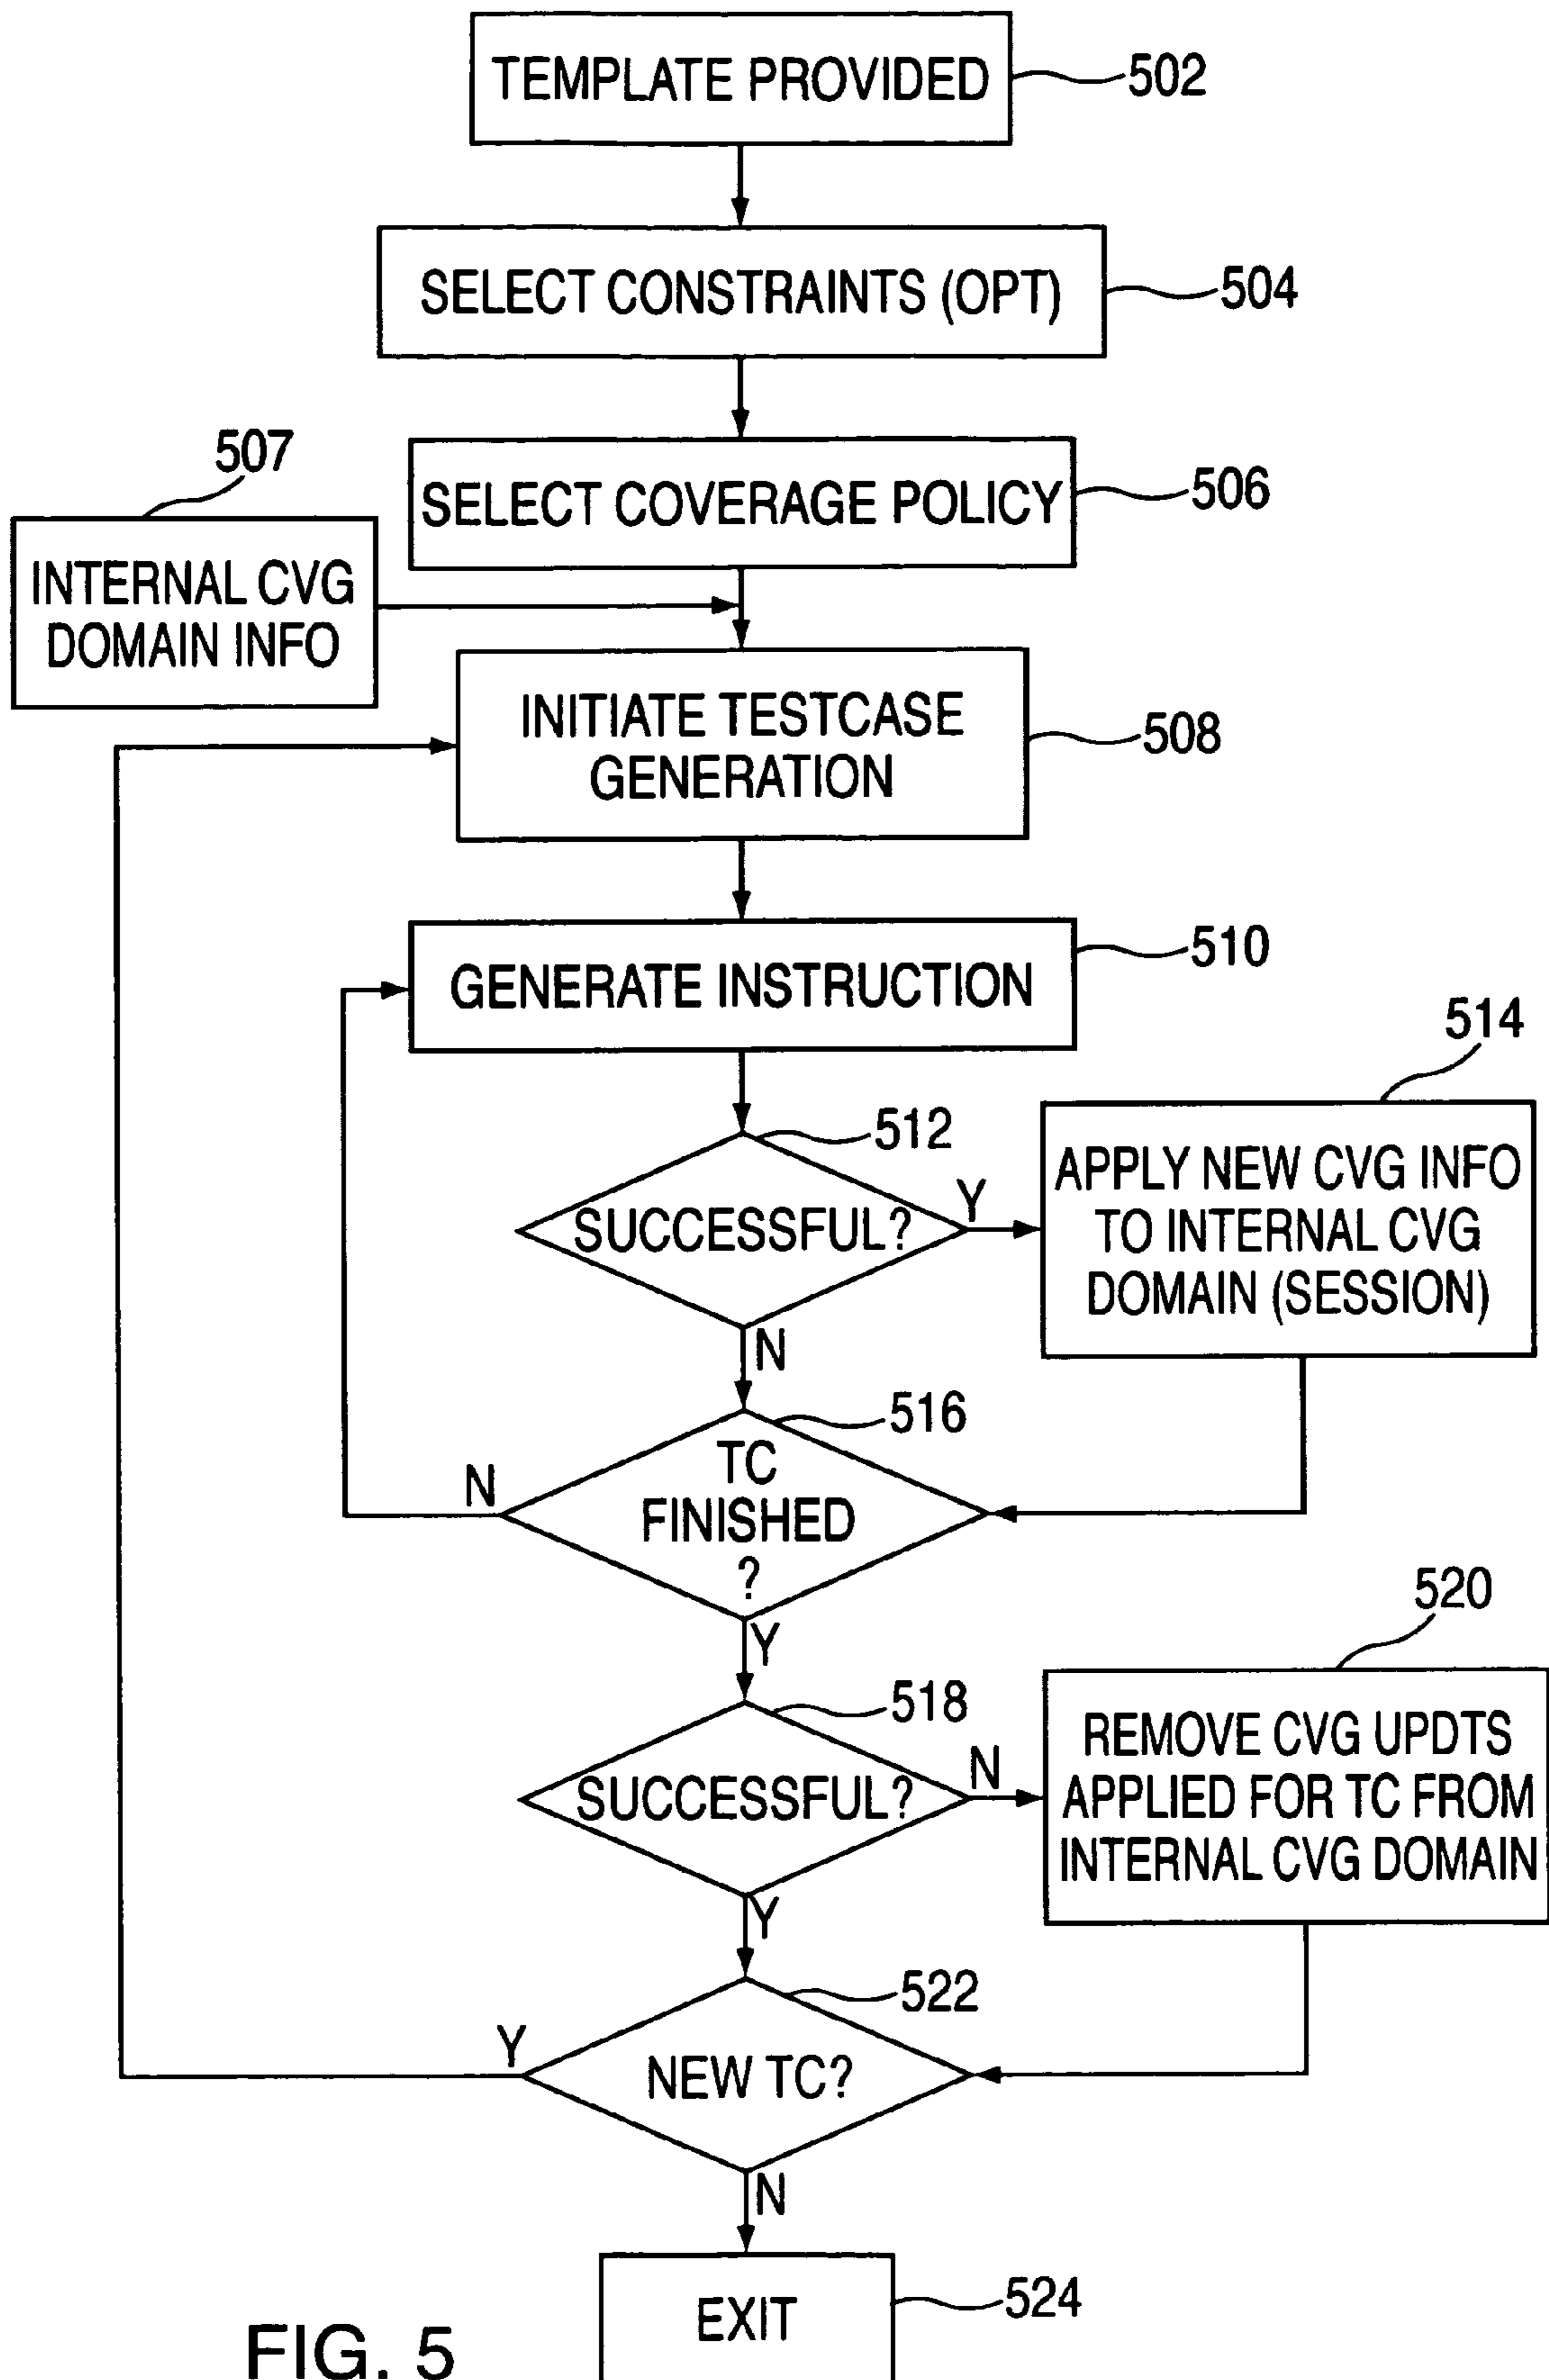 TEMPLATE PROVIDED
502
SELECT CONSTRAINTS (OPT)
504
507
SELECT COVERAGE POLICY
506
INTERNAL CVG
DOMAIN INFO
INITIATE TESTCASE
GENERATION
508
GENERATE INSTRUCTION
510
514
512
SUCCESSFUL?
Y
N
APPLY NEW CVG INFO
TO INTERNAL CVG
DOMAIN (SESSION)
516
TC
FINISHED
?
N
Y
520
518
SUCCESSFUL?
N
Y
REMOVE CVG UPDTS
APPLIED FOR TC FROM
INTERNAL CVG DOMAIN
522
NEW TC?
Y
N
EXIT
524
FIG. 5